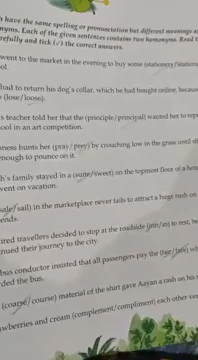 h have the same spelling or pronunciation but different meanings a
nyms. Each of the given sentences contains two homonyms. Read t
refully and tick (✓) the correct answers.
went to the market in the evening to buy some (stationery/stationa
ol.
had to return his dog's collar, which he had bought online, because
(lose/loose).
s teacher told her that the (principle/principal) wanted her to repr
ool in an art competition.
ness hunts her (pray/prey) by crouching low in the grass until sh
nough to pounce on it.
h's family stayed in a (suite/sweet) on the topmost floor of a hote
vent on vacation.
sale/sail) in the marketplace never fails to attract a huge rush on
ends.
ired travellers decided to stop at the roadside (inn/in) to rest, be
nued their journey to the city.
bus conductor insisted that all passengers pay the (fair/fare) wh
ded the bus.
(coarse/course) material of the shirt gave Aayan a rash on his
wberries and cream (complement/compliment) each other ver